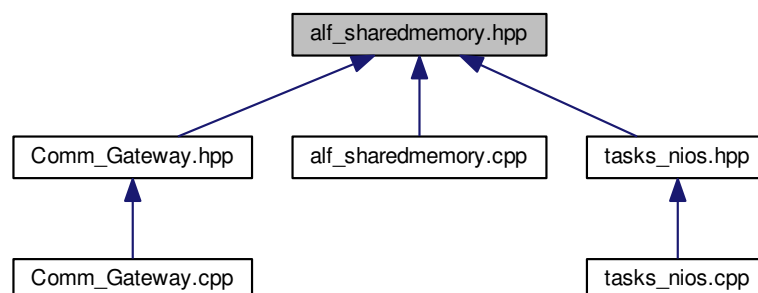 alf_sharedmemory.hpp
Comm_Gateway.hpp
alf_sharedmemory.cpp
tasks_nios.hpp
Comm_Gateway.cpp
tasks_nios.cpp